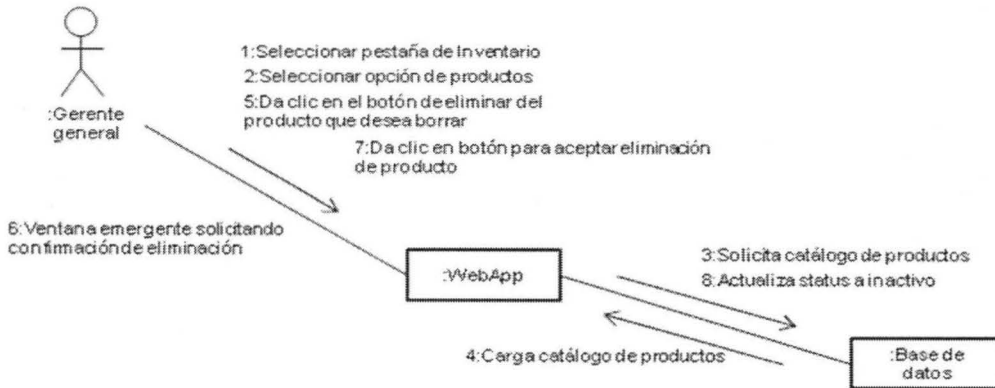 1:Seleccionar pestaña de Inventario
2:Seleccionar opción de productos
5:Da clic en el botón de eliminar del
producto que desea borrar
:Gerente
general
7:Da clic en botón para aceptar eliminación
de producto
6:Ventana emergente solicitando
confirmación de eliminación
:WebApp
3:Solicita catálogo de productos
8:Actualiza status a inactivo
4:Carga catálogo de productos
:Base de
datos